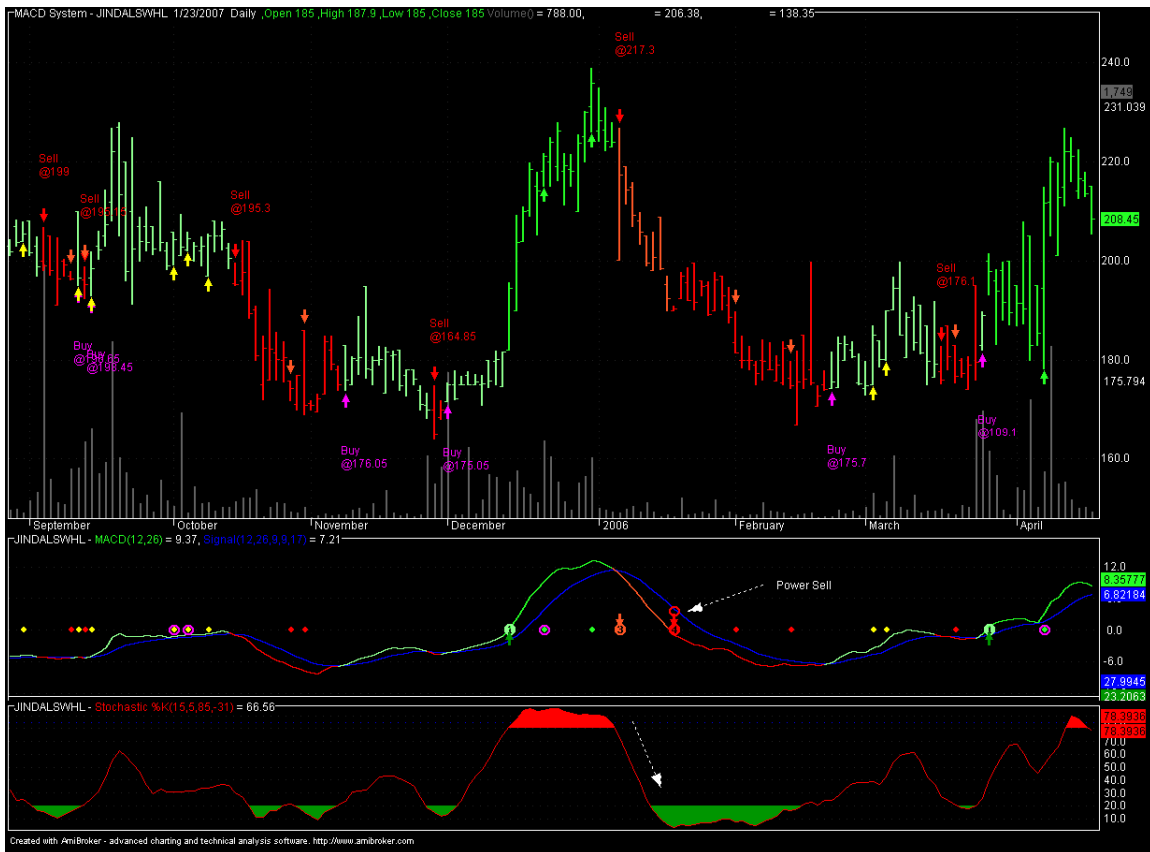 MACD System - JINDALSWHL 1/23/2007 Daily ,Open 185 ,High 187.9 ,Low 185 ,Close 185 Volume() = 788.00, = 206.38, = 138.35
Sell
@217.3
240.0
1,749
231.039
Sell
@199
220.0
Sell
Sell
@195.3
208.45
200.0
Sell
@176.1
Sell
@164.85
Buy
Buy
@193.45
180.0
175.794
Buy
@109.1
Buy
@176.05
Buy
@175.05
Buy
@175.7
160.0
September October November December 2006 February March April
JINDALSWHL - MACD(12,26) = 9.37, = 7.21
12.0
8.35777
Power Sell
6.82184
0.0
-6.0
27.9945
23.2063
JINDALSWHL - Stochastic %K(15,5,85,-31) = 66.56
78.3936
78.3936
70.0
60.0
50.0
40.0
30.0
20.0
10.0
Created with AmiBroker - advanced charting and technical analysis software. http://www.amibroker.com